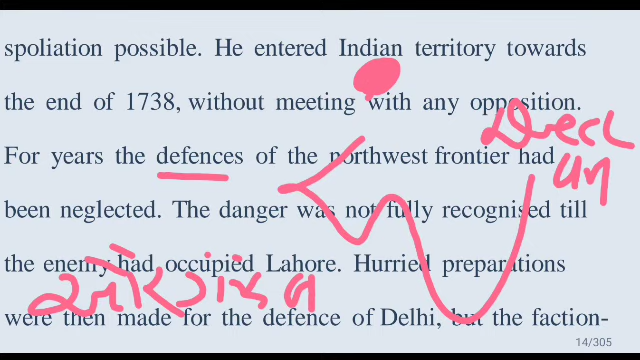 spoliation possible. He entered Indian territory towards
the end of 1738, without meeting with any opposition.
For years the defences of the northwest frontier had
been neglected. The danger was not fully recognised till
the enemy had occupied Lahore. Hurried preparations
were then made for the defence of Delhi, but the faction-
14/305